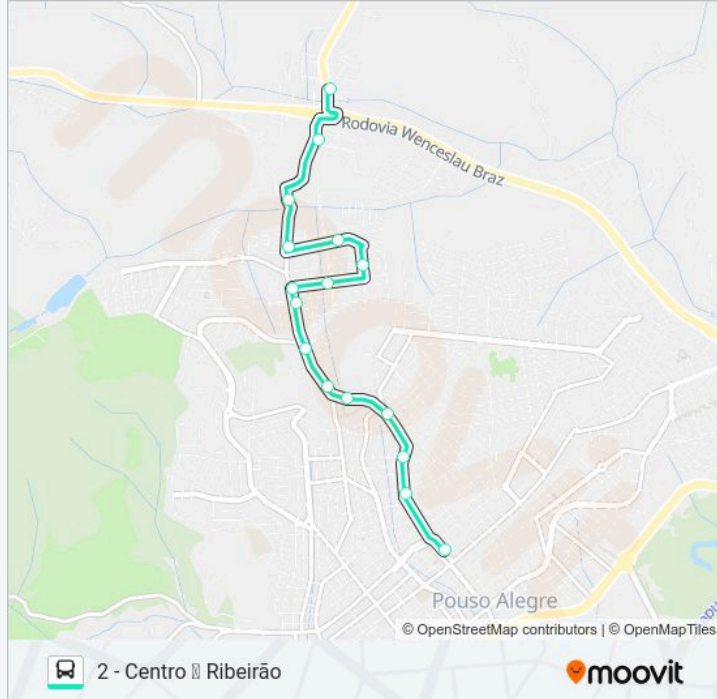 Rodovia Wenceslau Braz
Pouso Alegre
© OpenStreetMap contributors | © OpenMapTiles
2 - Centro ▯ Ribeirão
moovit